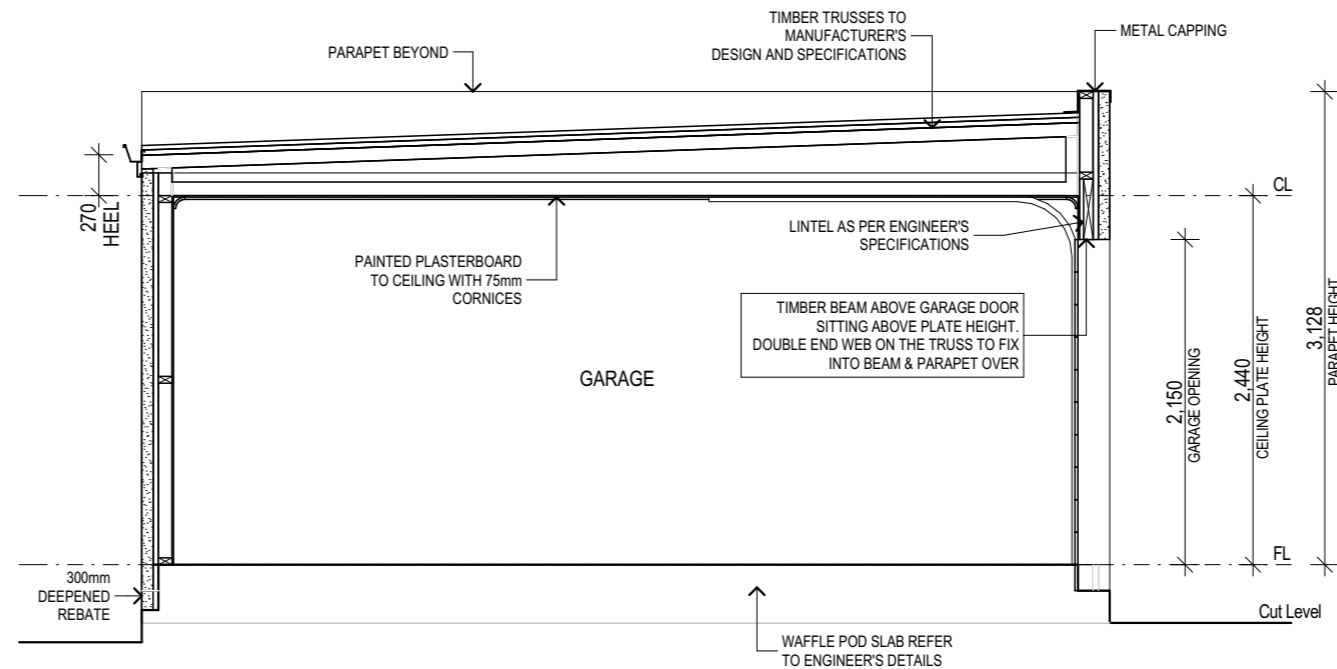 TIMBER TRUSSES TO
MANUFACTURER'S
DESIGN AND SPECIFICATIONS
METAL CAPPING
PARAPET BEYOND
270
HEEL
CL
LINTEL AS PER ENGINEER'S
SPECIFICATIONS
PAINTED PLASTERBOARD
TO CEILING WITH 75mm
CORNICES
TIMBER BEAM ABOVE GARAGE DOOR
SITTING ABOVE PLATE HEIGHT.
DOUBLE END WEB ON THE TRUSS TO FIX
INTO BEAM & PARAPET OVER
GARAGE
2,150
GARAGE OPENING
2,440
CEILING PLATE HEIGHT
3,128
PARAPET HEIGHT
FL
300mm
DEEPENED
REBATE
Cut Level
WAFFLE POD SLAB REFER
TO ENGINEER'S DETAILS